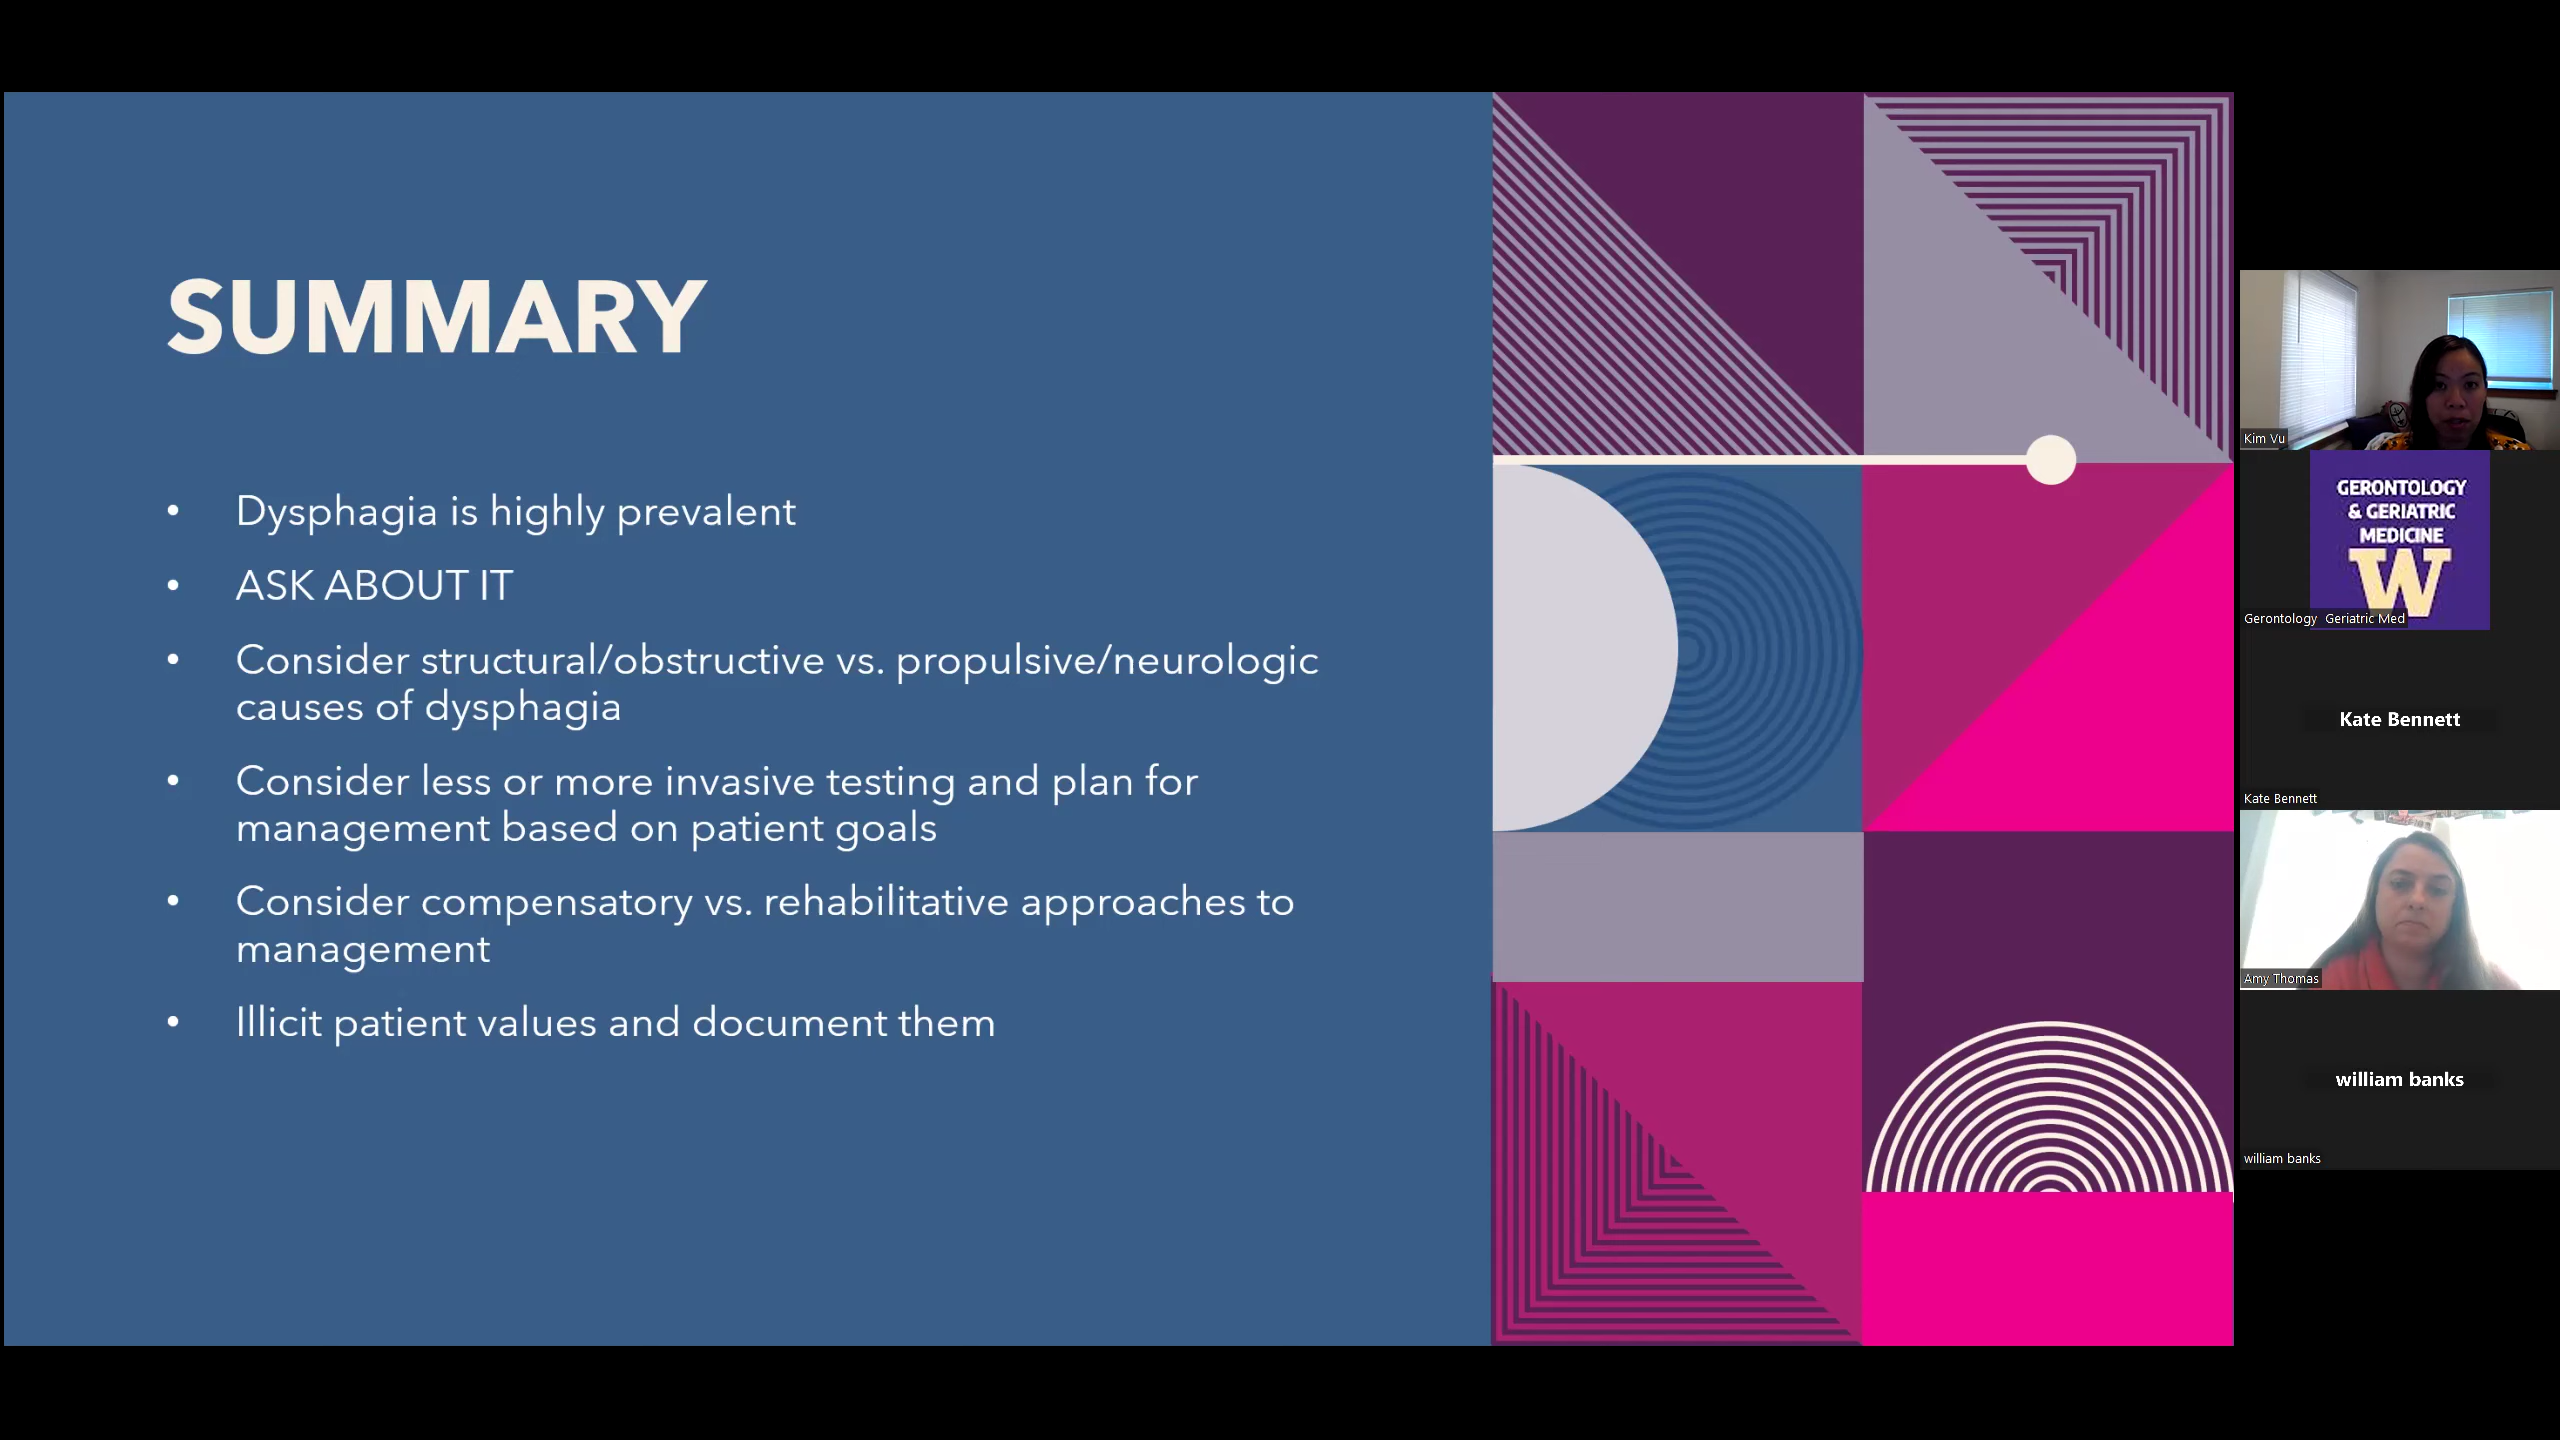 SUMMARY
• Dysphagia is highly prevalent
• ASK ABOUT IT
• Consider structural/obstructive vs. propulsive/neurologic
causes of dysphagia
• Consider less or more invasive testing and plan for
management based on patient goals
• Consider compensatory vs. rehabilitative approaches to
management
• Illicit patient values and document them
Kim Vu
GERONTOLOGY
& GERIATRIC
MEDICINE
W
Gerontology Geriatric Med
Kate Bennett
Kate Bennett
Amy Thomas
william banks
william banks